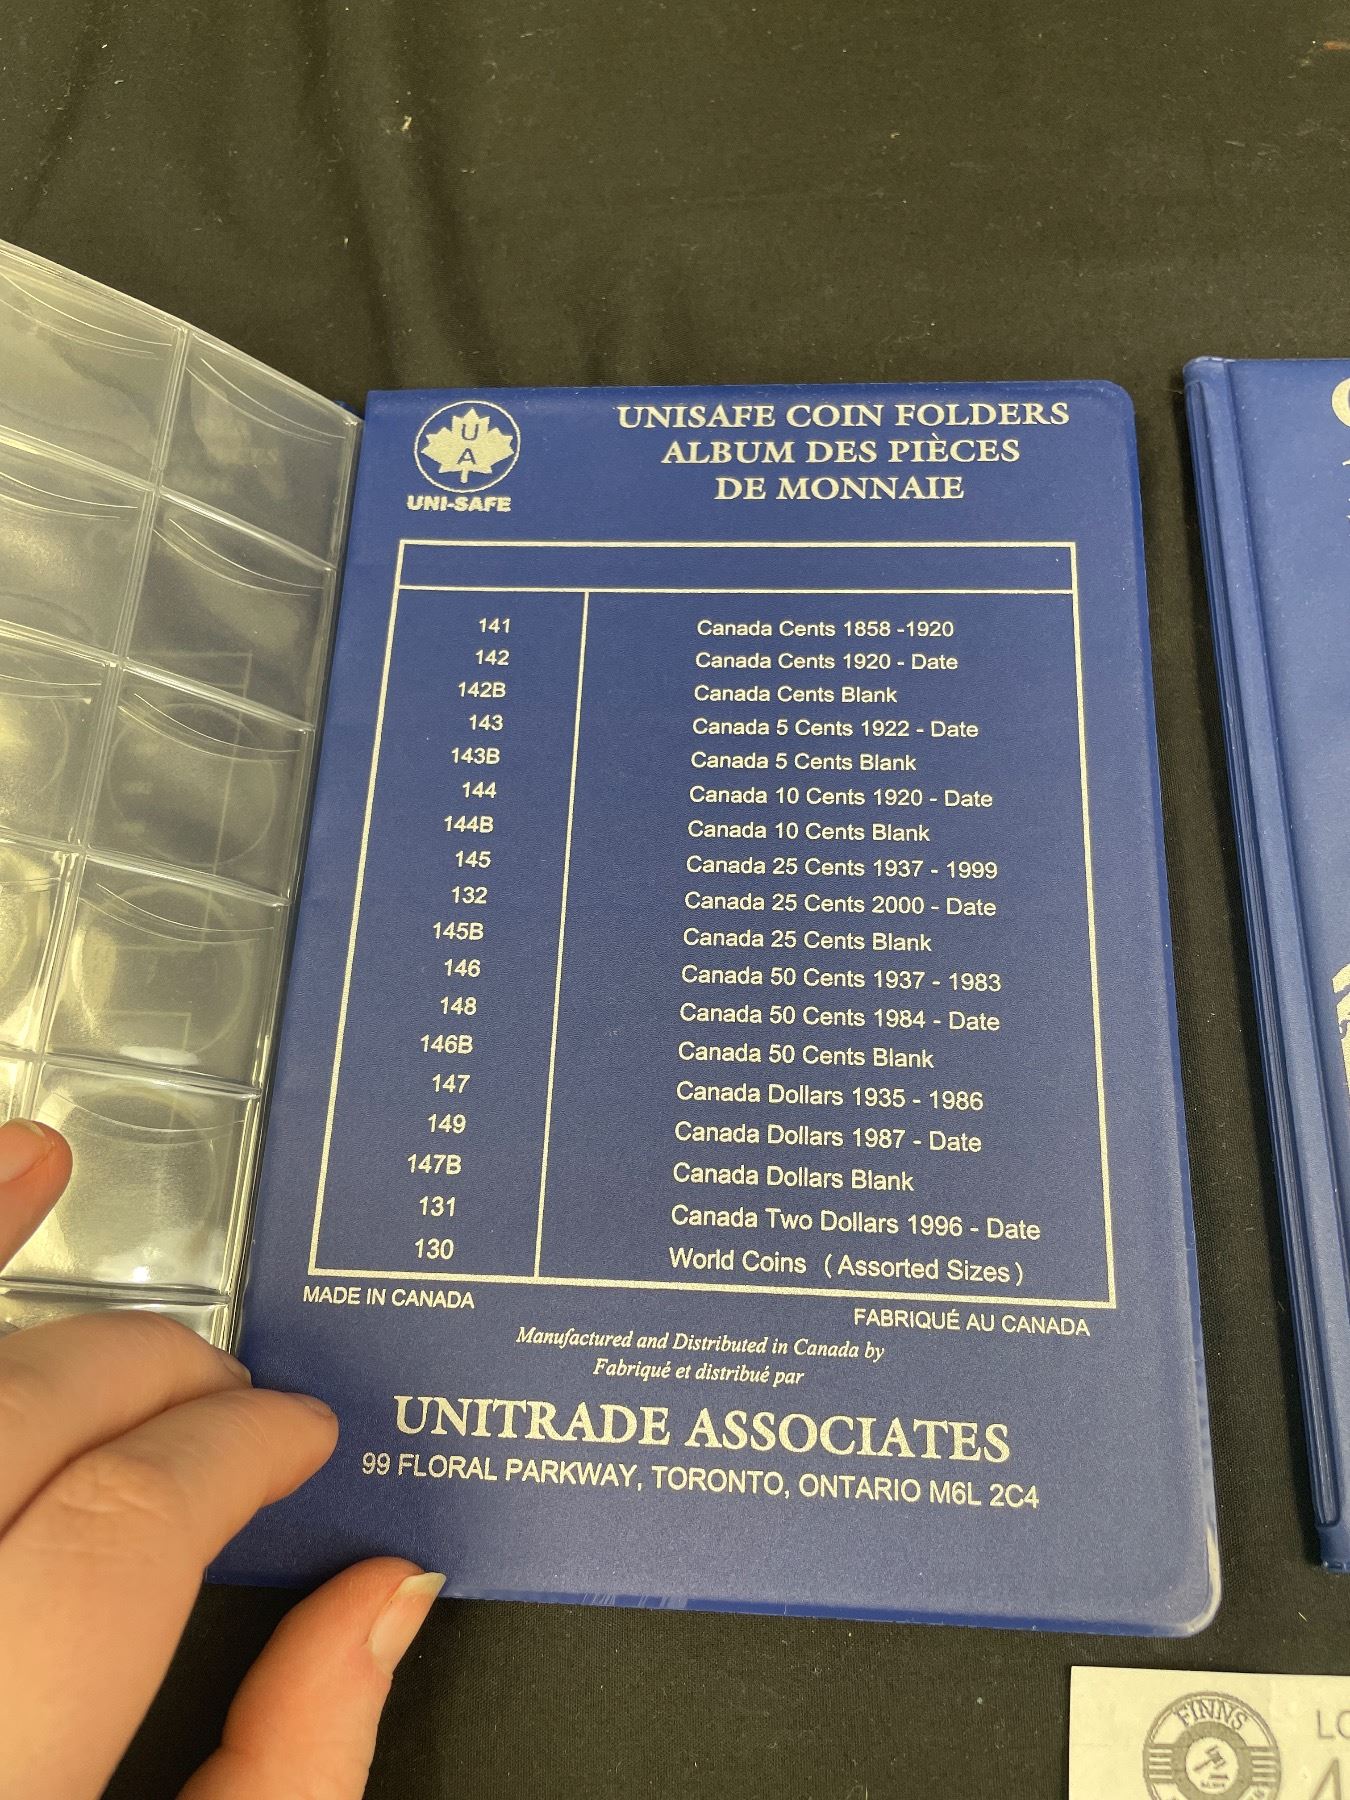 U
A
UNI-SAFE
UNISAFE COIN FOLDERS
ALBUM DES PIÈCES
DE MONNAIE
141 Canada Cents 1858 -1920
142 Canada Cents 1920 - Date
142B Canada Cents Blank
143 Canada 5 Cents 1922 - Date
143B Canada 5 Cents Blank
144 Canada 10 Cents 1920 - Date
144B Canada 10 Cents Blank
145 Canada 25 Cents 1937 - 1999
132 Canada 25 Cents 2000 - Date
145B Canada 25 Cents Blank
146 Canada 50 Cents 1937 - 1983
148 Canada 50 Cents 1984 - Date
146B Canada 50 Cents Blank
147 Canada Dollars 1935 - 1986
149 Canada Dollars 1987 - Date
147B Canada Dollars Blank
131 Canada Two Dollars 1996 - Date
130 World Coins (Assorted Sizes)
MADE IN CANADA FABRIQUÉ AU CANADA
Manufactured and Distributed in Canada by
Fabriqué et distribué par
UNITRADE ASSOCIATES
99 FLORAL PARKWAY, TORONTO, ONTARIO M6L 2C4
FINNS